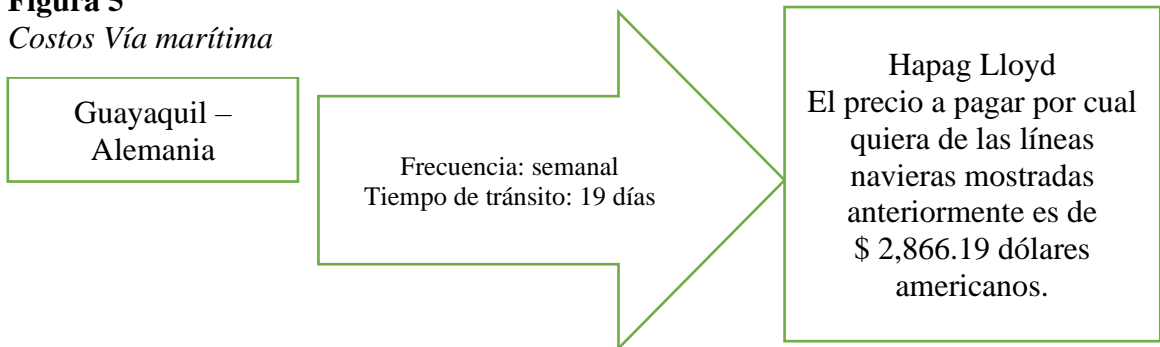 Figura 5
Costos Vía marítima
Guayaquil –
Alemania
Frecuencia: semanal
Tiempo de tránsito: 19 días
Hapag Lloyd
El precio a pagar por cual
quiera de las líneas
navieras mostradas
anteriormente es de
$ 2,866.19 dólares
americanos.